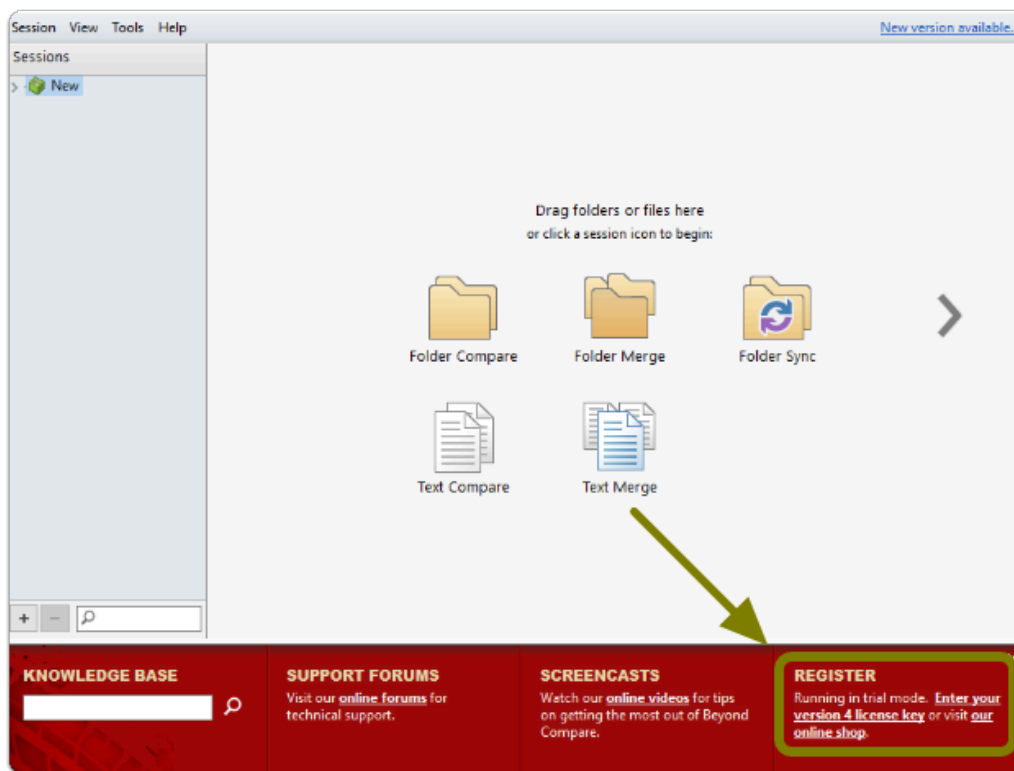 Session View Tools Help
New version available...
Sessions
New
Drag folders or files here
or click a session icon to begin:
Folder Compare
Folder Merge
Folder Sync
Text Compare
Text Merge
KNOWLEDGE BASE
SUPPORT FORUMS
Visit our online forums for
technical support.
SCREENCASTS
Watch our online videos for tips
on getting the most out of Beyond
Compare.
REGISTER
Running in trial mode. Enter your
version 4 license key or visit our
online shop.